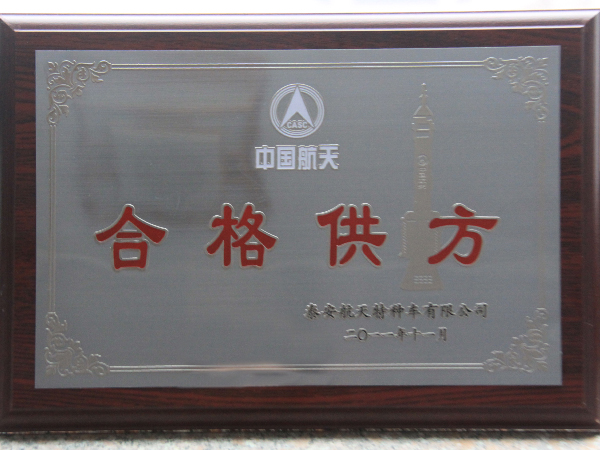 CASC
中国航天
合格供方
泰安航天特种车有限公司
二〇一一年十一月